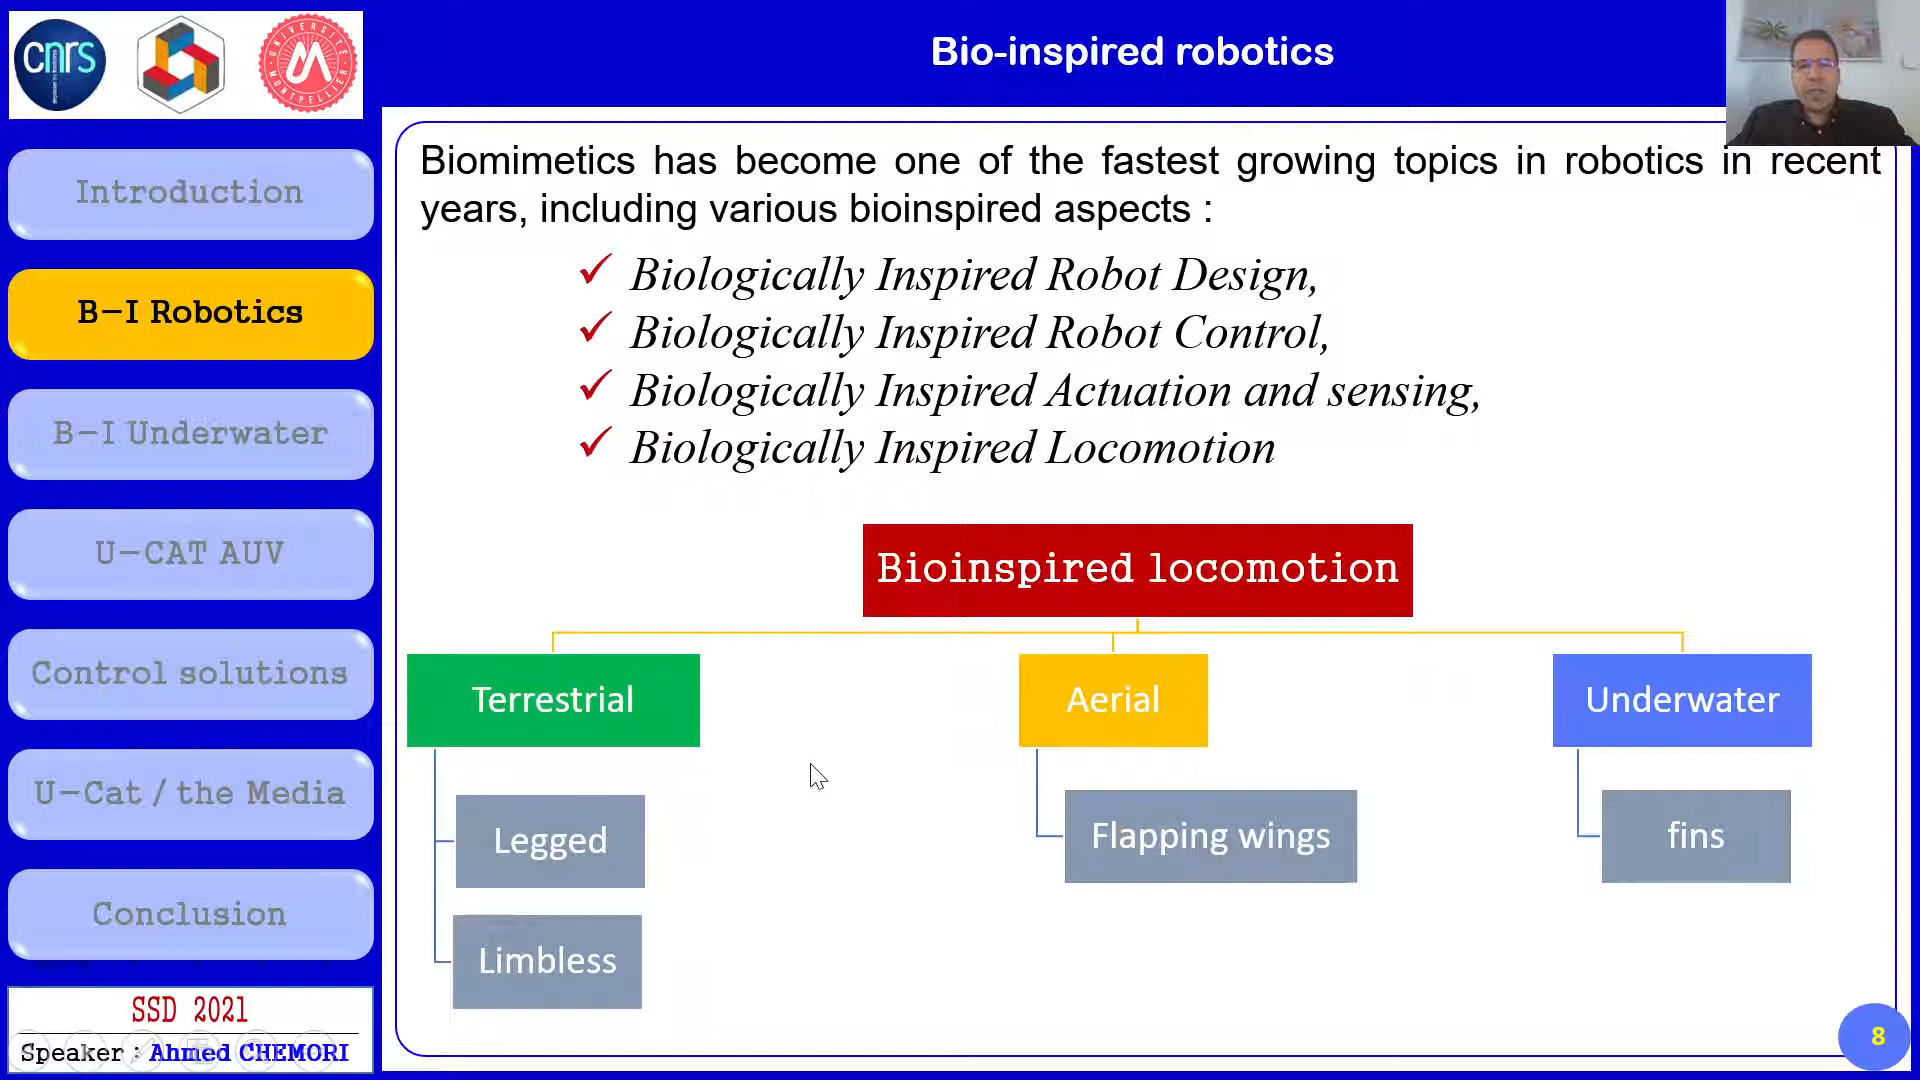 cnrs
UNIVERSITÉ
MONTPELLIER
Bio-inspired robotics
Introduction
B-I Robotics
B-I Underwater
U-CAT AUV
Control solutions
U-Cat / the Media
Conclusion
SSD 2021
Speaker : Ahmed CHEMORI
Biomimetics has become one of the fastest growing topics in robotics in recent
years, including various bioinspired aspects :
✓ Biologically Inspired Robot Design,
✓ Biologically Inspired Robot Control,
✓ Biologically Inspired Actuation and sensing,
✓ Biologically Inspired Locomotion
Bioinspired locomotion
Terrestrial
Aerial
Underwater
Legged
Flapping wings
fins
Limbless
8